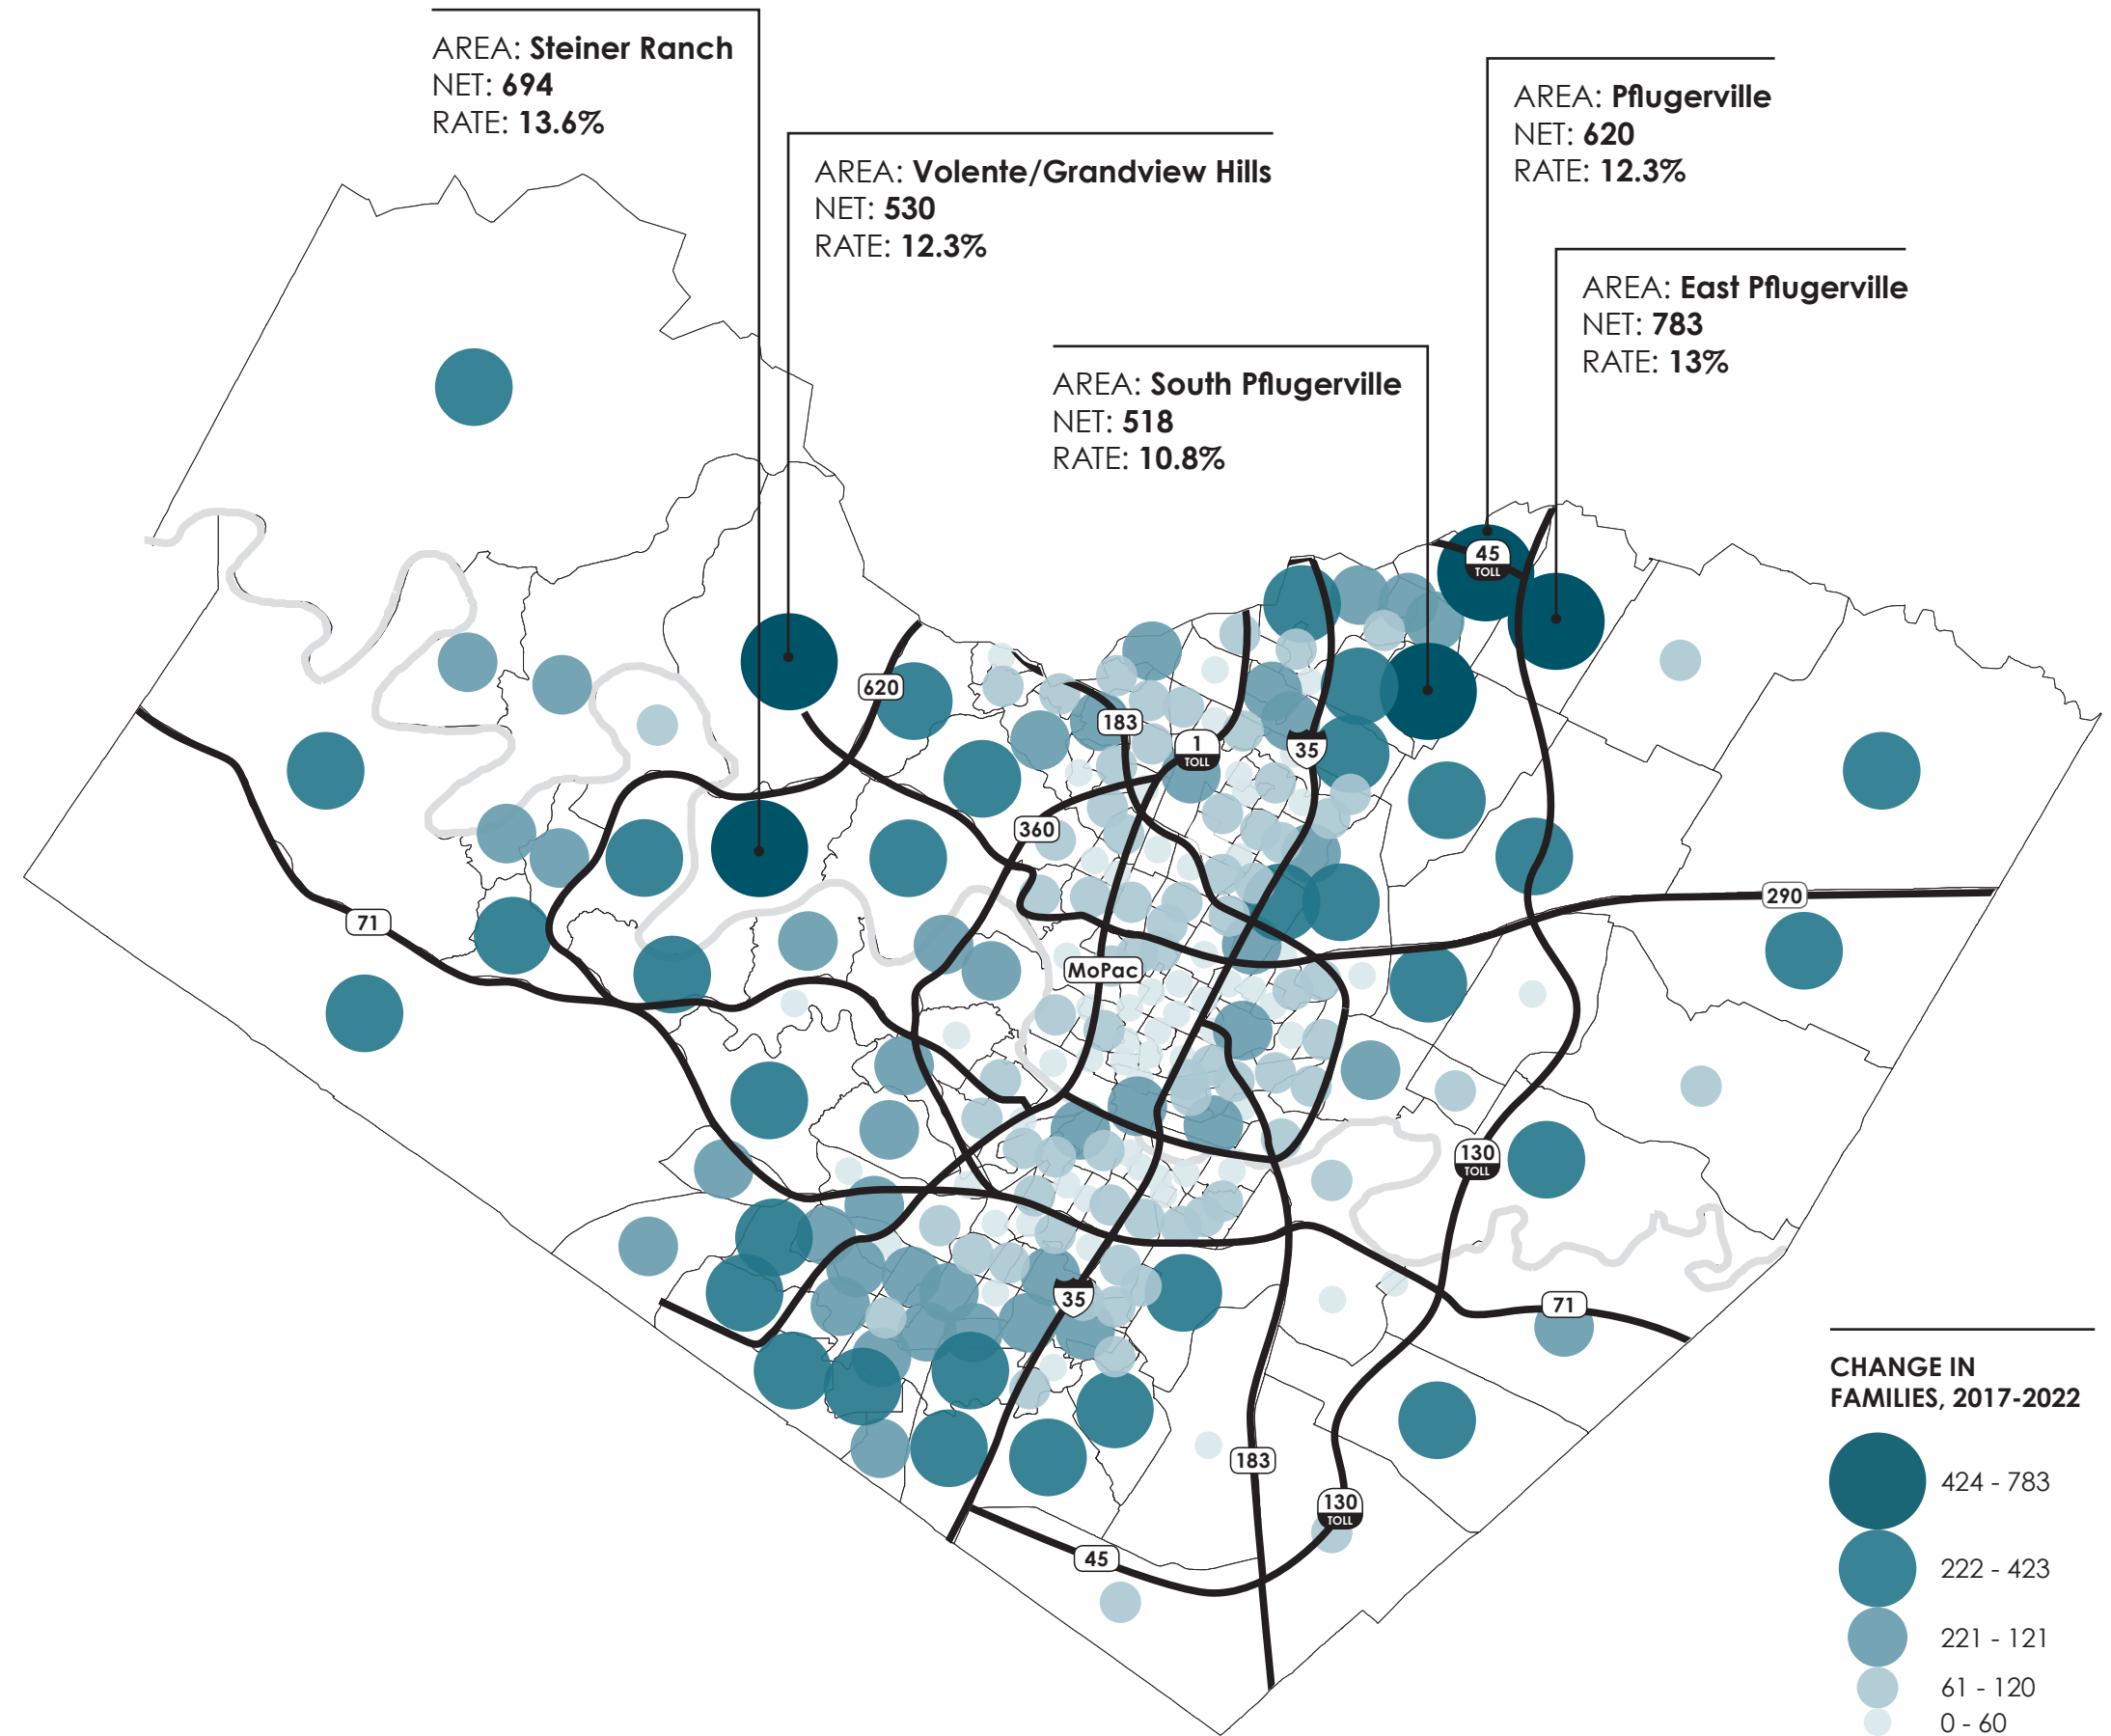 AREA: Steiner Ranch
NET: 694
RATE: 13.6%
AREA: Volente/Grandview Hills
NET: 530
RATE: 12.3%
AREA: Pflugerville
NET: 620
RATE: 12.3%
AREA: East Pflugerville
NET: 783
RATE: 13%
AREA: South Pflugerville
NET: 518
RATE: 10.8%
45
TOLL
620
183
1
TOLL
35
360
290
71
MoPac
130
TOLL
35
71
183
130
TOLL
45
CHANGE IN
FAMILIES, 2017-2022
424 - 783
222 - 423
221 - 121
61 - 120
0 - 60